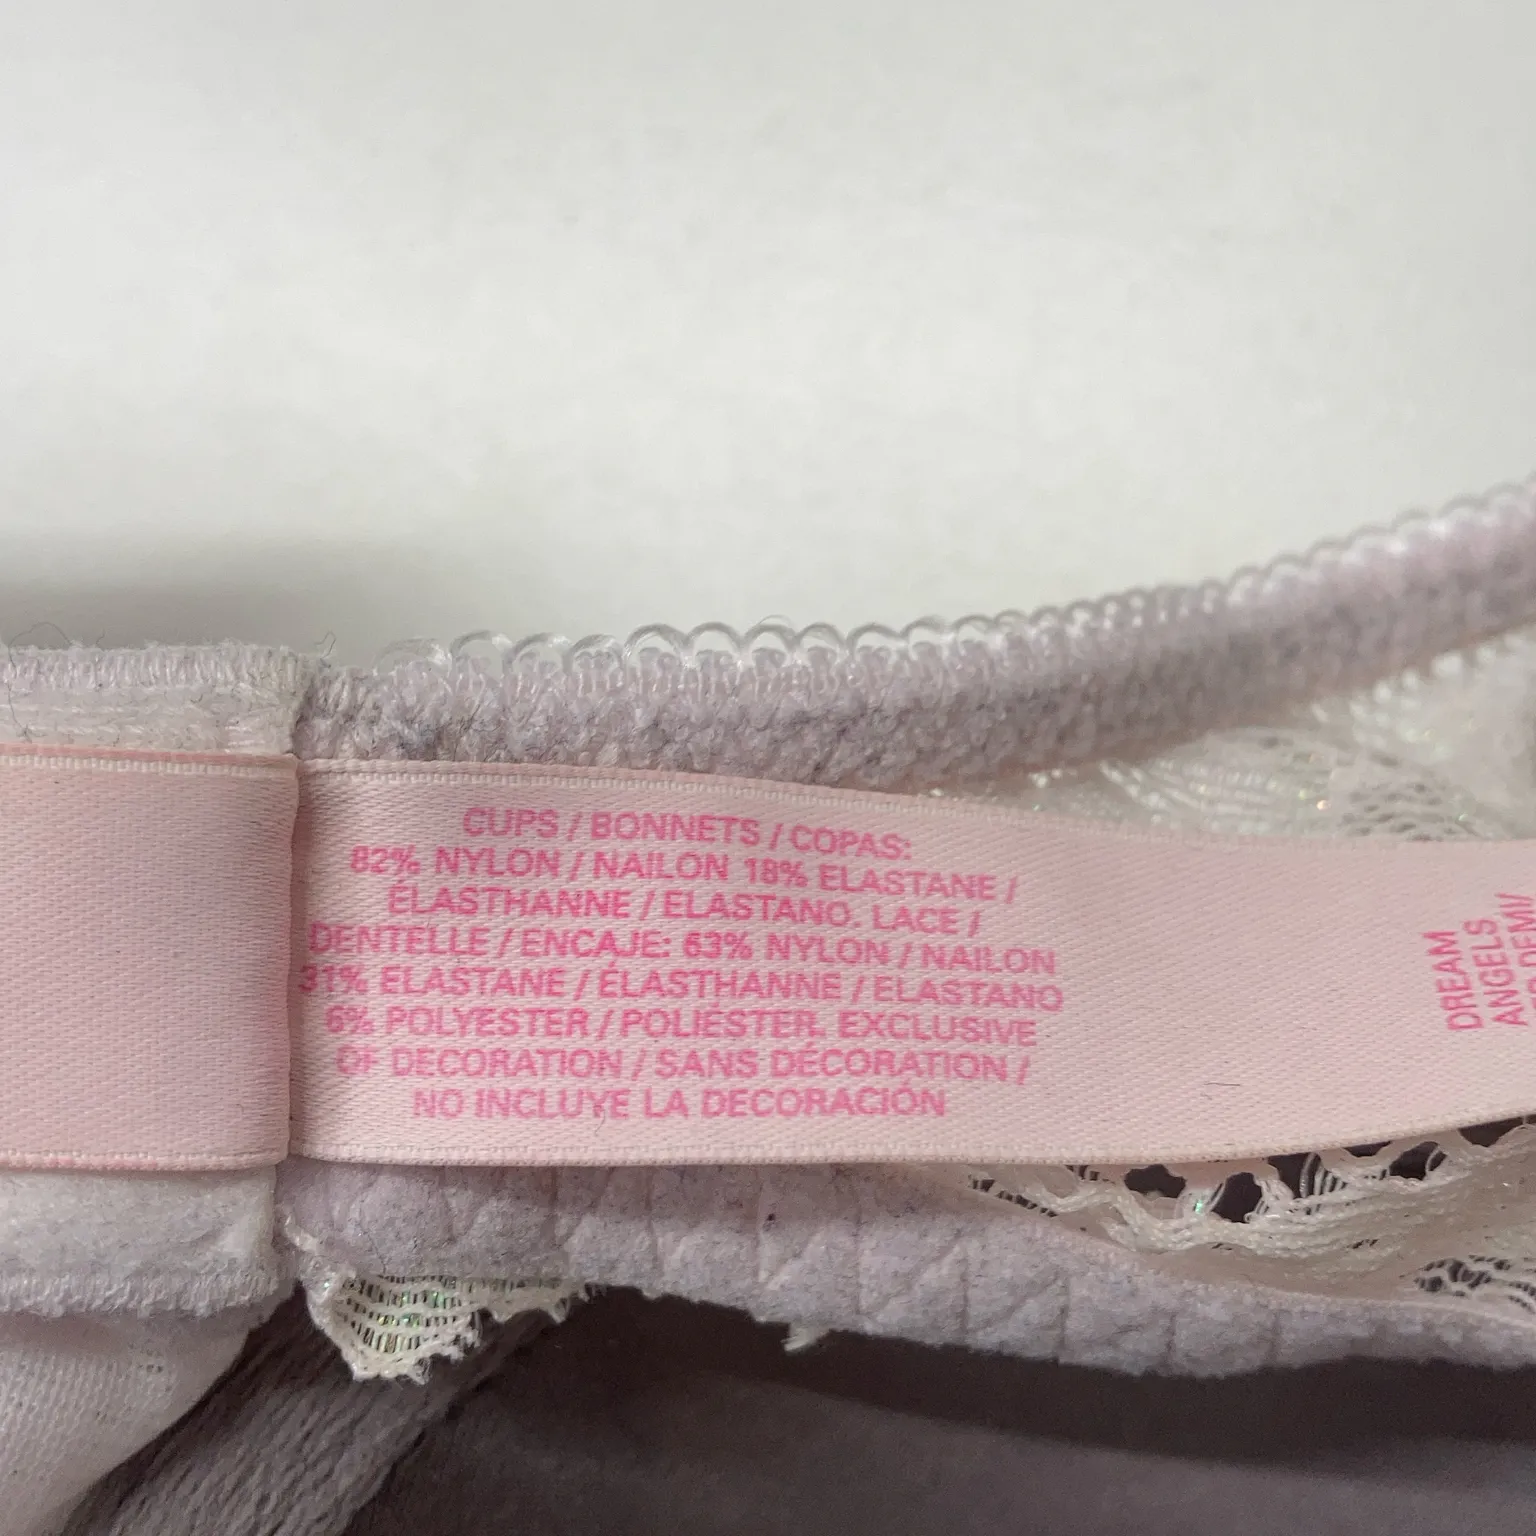 CUPS / BONNETS / COPAS:
82% NYLON / NAILON 18% ELASTANE /
ÉLASTHANNE / ELASTANO. LACE /
DENTELLE / ENCAJE: 63% NYLON / NAILON
31% ELASTANE / ÉLASTHANNE / ELASTANO
6% POLYESTER / POLIÉSTER. EXCLUSIVE
OF DECORATION / SANS DÉCORATION /
NO INCLUYE LA DECORACIÓN
DREAM
ANGELS